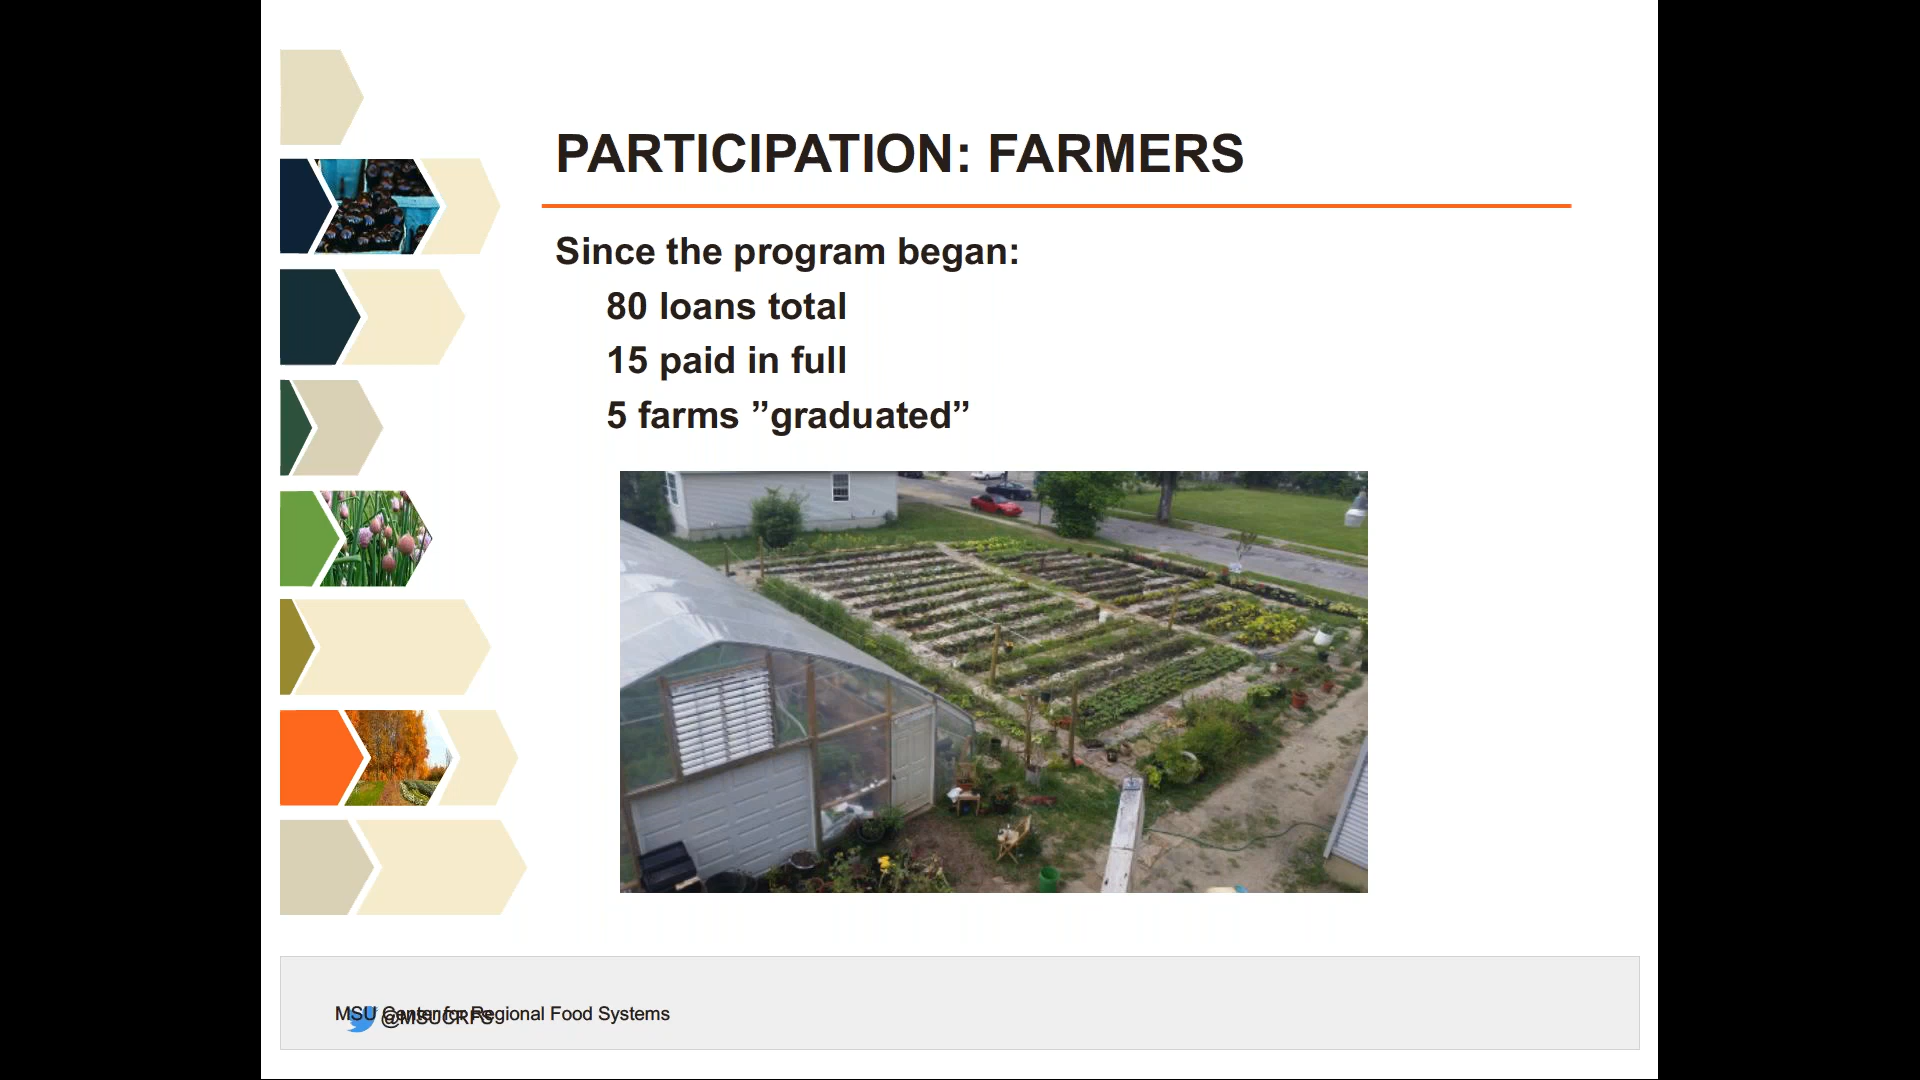 PARTICIPATION: FARMERS
Since the program began:
80 loans total
15 paid in full
5 farms ”graduated”
MSU Center for Regional Food Systems
@MSUCRFS